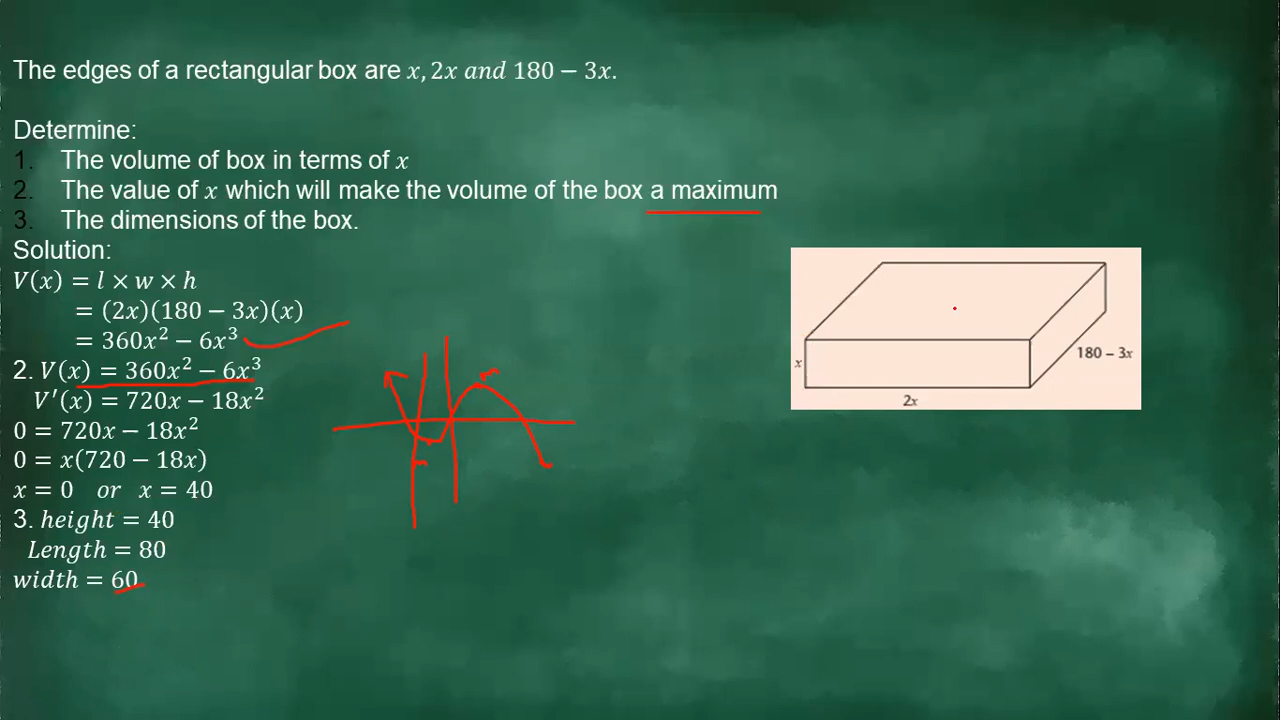 The edges of a rectangular box are x, 2x and 180 − 3x.
Determine:
1. The volume of box in terms of x
2. The value of x which will make the volume of the box a maximum
3. The dimensions of the box.
Solution:
V(x) = l × w × h
= (2x)(180 − 3x)(x)
= 360x² − 6x³
2. V(x) = 360x² − 6x³
V′(x) = 720x − 18x²
0 = 720x − 18x²
0 = x(720 − 18x)
x = 0 or x = 40
3. height = 40
Length = 80
width = 60
x
180 − 3x
2x